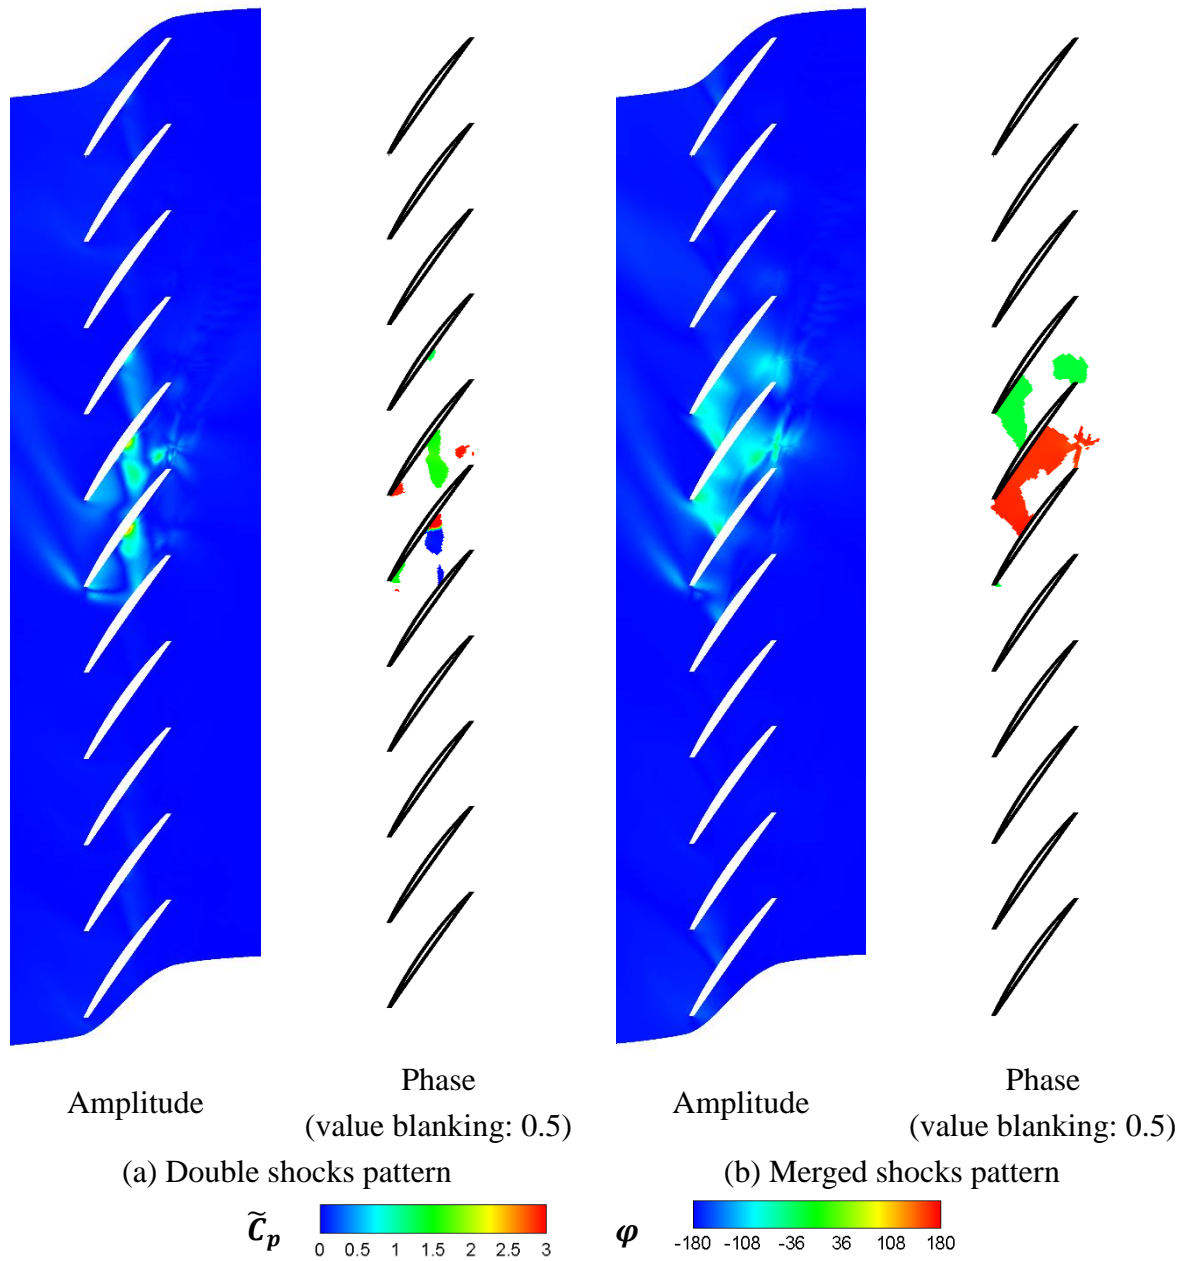 Amplitude
Phase
(value blanking: 0.5)
Amplitude
Phase
(value blanking: 0.5)
(a) Double shocks pattern
(b) Merged shocks pattern
C̃p
0 0.5 1 1.5 2 2.5 3
φ
-180 -108 -36 36 108 180